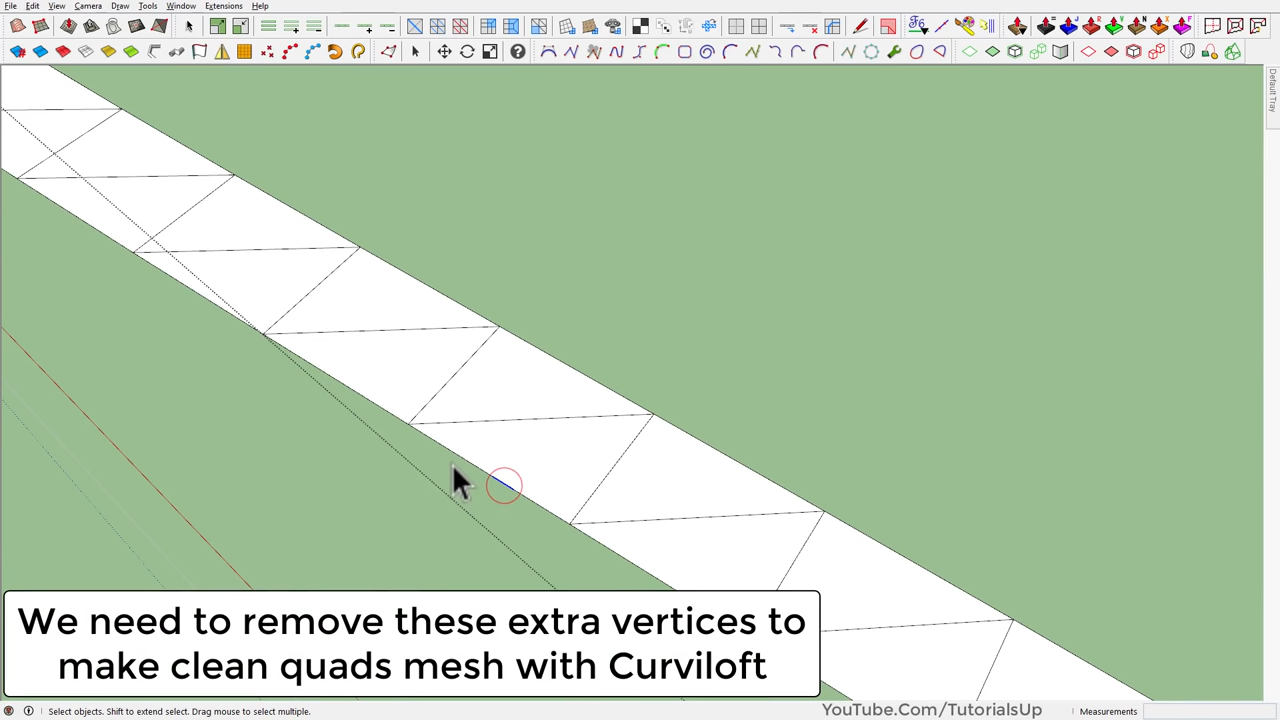 File Edit View Camera Draw Tools Window Extensions Help
Default Tray
We need to remove these extra vertices to
make clean quads mesh with Curviloft
Select objects. Shift to extend select. Drag mouse to select multiple.
YouTube.Com/TutorialsUp
Measurements